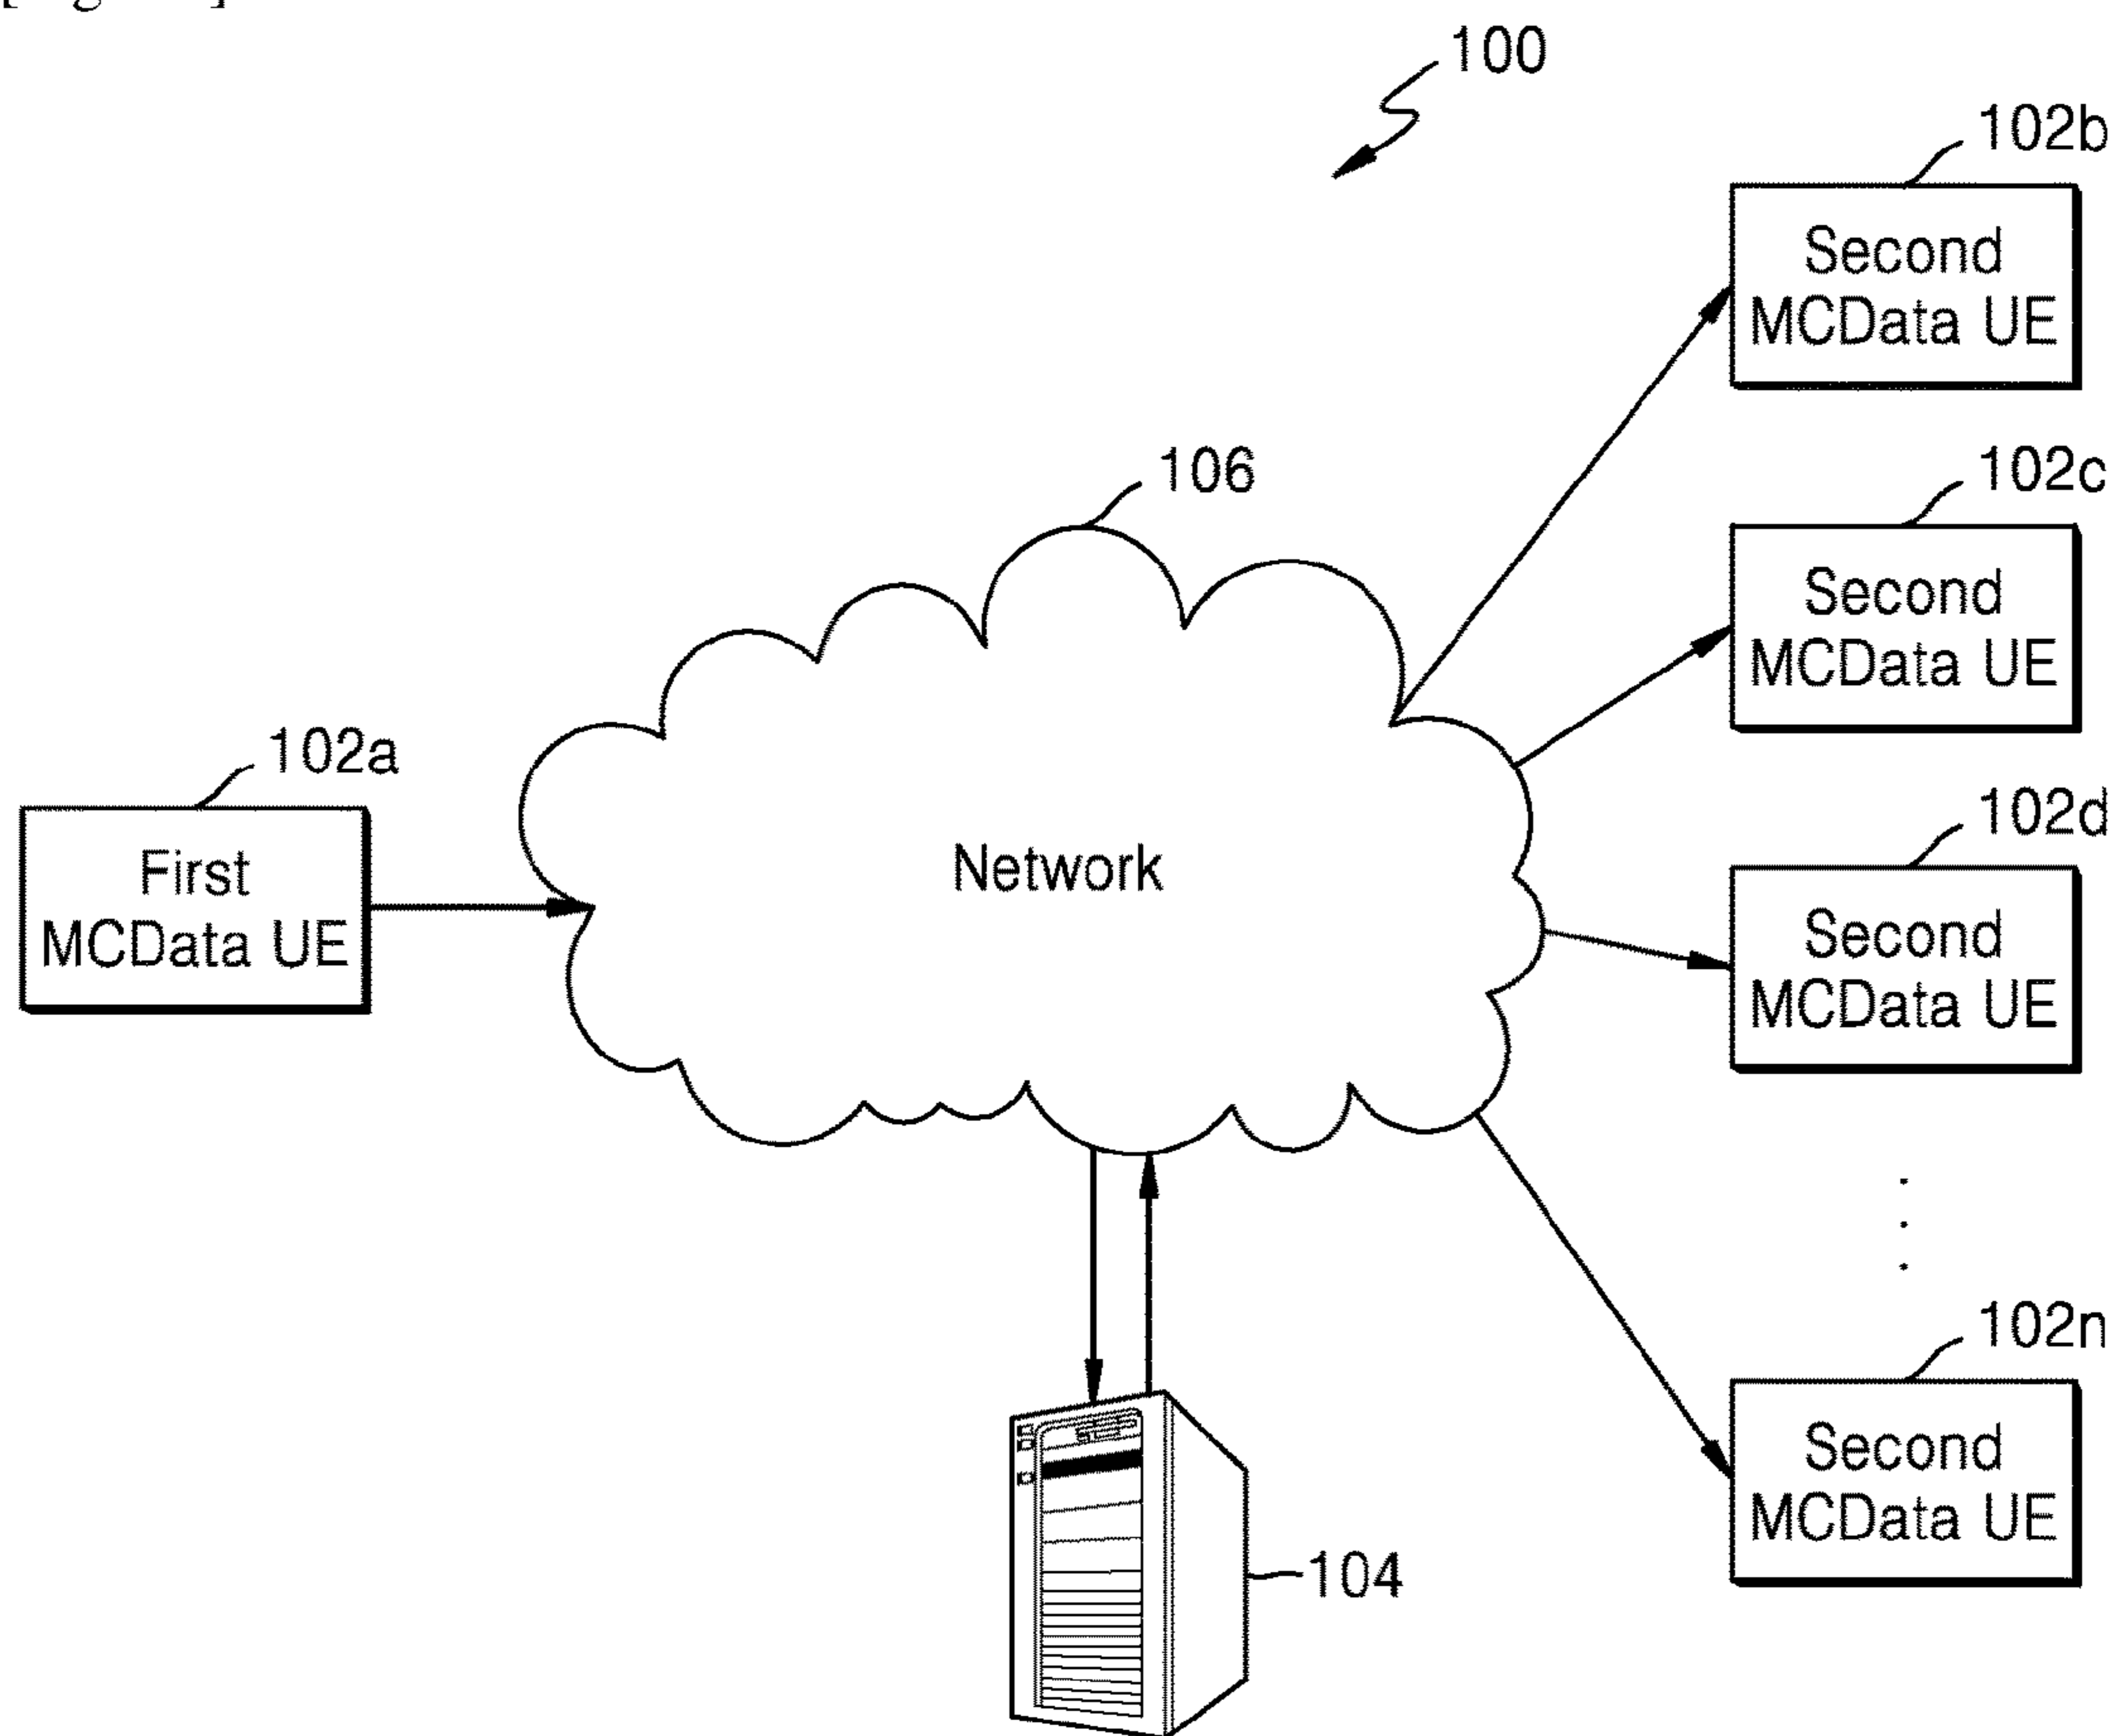 100
102b
Second
MCData UE
106
102c
Second
MCData UE
102a
First
MCData UE
Network
102d
Second
MCData UE
102n
Second
MCData UE
104